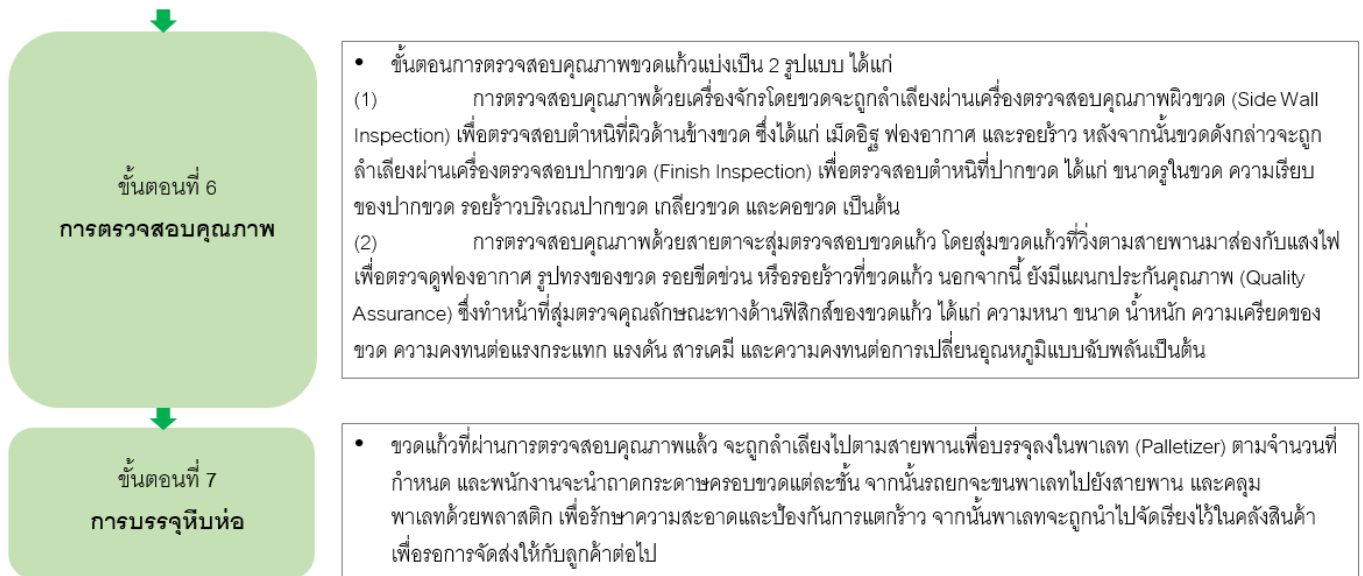 ขั้นตอนที่ 6
การตรวจสอบคุณภาพ
• ขั้นตอนการตรวจสอบคุณภาพขวดแก้วแบ่งเป็น 2 รูปแบบ ได้แก่
(1) การตรวจสอบคุณภาพด้วยเครื่องจักรโดยขวดจะถูกลำเลียงผ่านเครื่องตรวจสอบคุณภาพผิวขวด (Side Wall
Inspection) เพื่อตรวจสอบตำหนิที่ผิวด้านข้างขวด ซึ่งได้แก่ เม็ดอิฐ ฟองอากาศ และรอยร้าว หลังจากนั้นขวดดังกล่าวจะถูก
ลำเลียงผ่านเครื่องตรวจสอบปากขวด (Finish Inspection) เพื่อตรวจสอบตำหนิที่ปากขวด ได้แก่ ขนาดรูในขวด ความเรียบ
ของปากขวด รอยร้าวบริเวณปากขวด เกลียวขวด และคอขวด เป็นต้น
(2) การตรวจสอบคุณภาพด้วยสายตาจะสุ่มตรวจสอบขวดแก้ว โดยสุ่มขวดแก้วที่วิ่งตามสายพานมาส่องกับแสงไฟ
เพื่อตรวจดูฟองอากาศ รูปทรงของขวด รอยขีดข่วน หรือรอยร้าวที่ขวดแก้ว นอกจากนี้ ยังมีแผนกประกันคุณภาพ (Quality
Assurance) ซึ่งทำหน้าที่สุ่มตรวจคุณลักษณะทางด้านฟิสิกส์ของขวดแก้ว ได้แก่ ความหนา ขนาด น้ำหนัก ความเครียดของ
ขวด ความคงทนต่อแรงกระแทก แรงดัน สารเคมี และความคงทนต่อการเปลี่ยนอุณหภูมิแบบฉับพลันเป็นต้น
ขั้นตอนที่ 7
การบรรจุหีบห่อ
• ขวดแก้วที่ผ่านการตรวจสอบคุณภาพแล้ว จะถูกลำเลียงไปตามสายพานเพื่อบรรจุลงในพาเลท (Palletizer) ตามจำนวนที่
กำหนด และพนักงานจะนำถาดกระดาษครอบขวดแต่ละชั้น จากนั้นรถยกจะขนพาเลทไปยังสายพาน และคลุม
พาเลทด้วยพลาสติก เพื่อรักษาความสะอาดและป้องกันการแตกร้าว จากนั้นพาเลทจะถูกนำไปจัดเรียงไว้ในคลังสินค้า
เพื่อรอการจัดส่งให้กับลูกค้าต่อไป